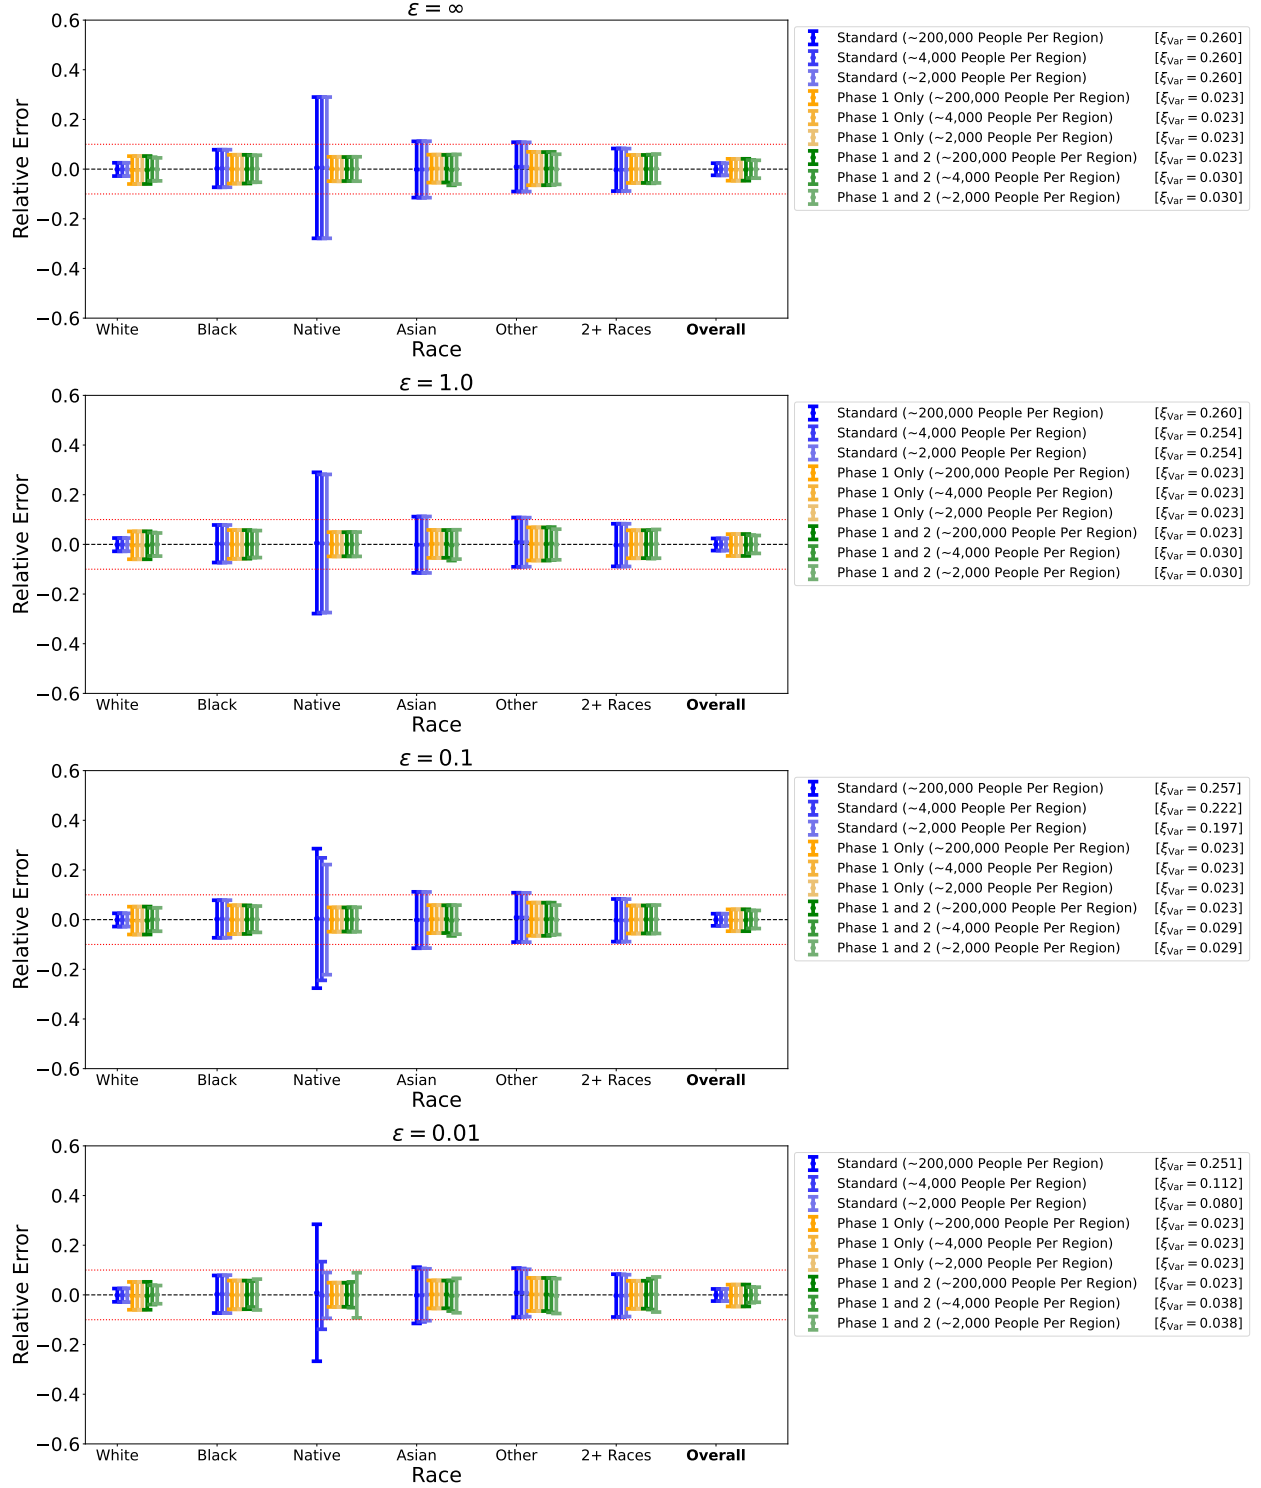 ε = ∞
0.6
0.4
0.2
0.0
−0.2
−0.4
−0.6
Relative Error
White Black Native Asian Other 2+ Races Overall
Race
Standard (~200,000 People Per Region) [ξVar = 0.260]
Standard (~4,000 People Per Region) [ξVar = 0.260]
Standard (~2,000 People Per Region) [ξVar = 0.260]
Phase 1 Only (~200,000 People Per Region) [ξVar = 0.023]
Phase 1 Only (~4,000 People Per Region) [ξVar = 0.023]
Phase 1 Only (~2,000 People Per Region) [ξVar = 0.023]
Phase 1 and 2 (~200,000 People Per Region) [ξVar = 0.023]
Phase 1 and 2 (~4,000 People Per Region) [ξVar = 0.030]
Phase 1 and 2 (~2,000 People Per Region) [ξVar = 0.030]
ε = 1.0
0.6
0.4
0.2
0.0
−0.2
−0.4
−0.6
Relative Error
White Black Native Asian Other 2+ Races Overall
Race
Standard (~200,000 People Per Region) [ξVar = 0.260]
Standard (~4,000 People Per Region) [ξVar = 0.254]
Standard (~2,000 People Per Region) [ξVar = 0.254]
Phase 1 Only (~200,000 People Per Region) [ξVar = 0.023]
Phase 1 Only (~4,000 People Per Region) [ξVar = 0.023]
Phase 1 Only (~2,000 People Per Region) [ξVar = 0.023]
Phase 1 and 2 (~200,000 People Per Region) [ξVar = 0.023]
Phase 1 and 2 (~4,000 People Per Region) [ξVar = 0.030]
Phase 1 and 2 (~2,000 People Per Region) [ξVar = 0.030]
ε = 0.1
0.6
0.4
0.2
0.0
−0.2
−0.4
−0.6
Relative Error
White Black Native Asian Other 2+ Races Overall
Race
Standard (~200,000 People Per Region) [ξVar = 0.257]
Standard (~4,000 People Per Region) [ξVar = 0.222]
Standard (~2,000 People Per Region) [ξVar = 0.197]
Phase 1 Only (~200,000 People Per Region) [ξVar = 0.023]
Phase 1 Only (~4,000 People Per Region) [ξVar = 0.023]
Phase 1 Only (~2,000 People Per Region) [ξVar = 0.023]
Phase 1 and 2 (~200,000 People Per Region) [ξVar = 0.023]
Phase 1 and 2 (~4,000 People Per Region) [ξVar = 0.029]
Phase 1 and 2 (~2,000 People Per Region) [ξVar = 0.029]
ε = 0.01
0.6
0.4
0.2
0.0
−0.2
−0.4
−0.6
Relative Error
White Black Native Asian Other 2+ Races Overall
Race
Standard (~200,000 People Per Region) [ξVar = 0.251]
Standard (~4,000 People Per Region) [ξVar = 0.112]
Standard (~2,000 People Per Region) [ξVar = 0.080]
Phase 1 Only (~200,000 People Per Region) [ξVar = 0.023]
Phase 1 Only (~4,000 People Per Region) [ξVar = 0.023]
Phase 1 Only (~2,000 People Per Region) [ξVar = 0.023]
Phase 1 and 2 (~200,000 People Per Region) [ξVar = 0.023]
Phase 1 and 2 (~4,000 People Per Region) [ξVar = 0.038]
Phase 1 and 2 (~2,000 People Per Region) [ξVar = 0.038]